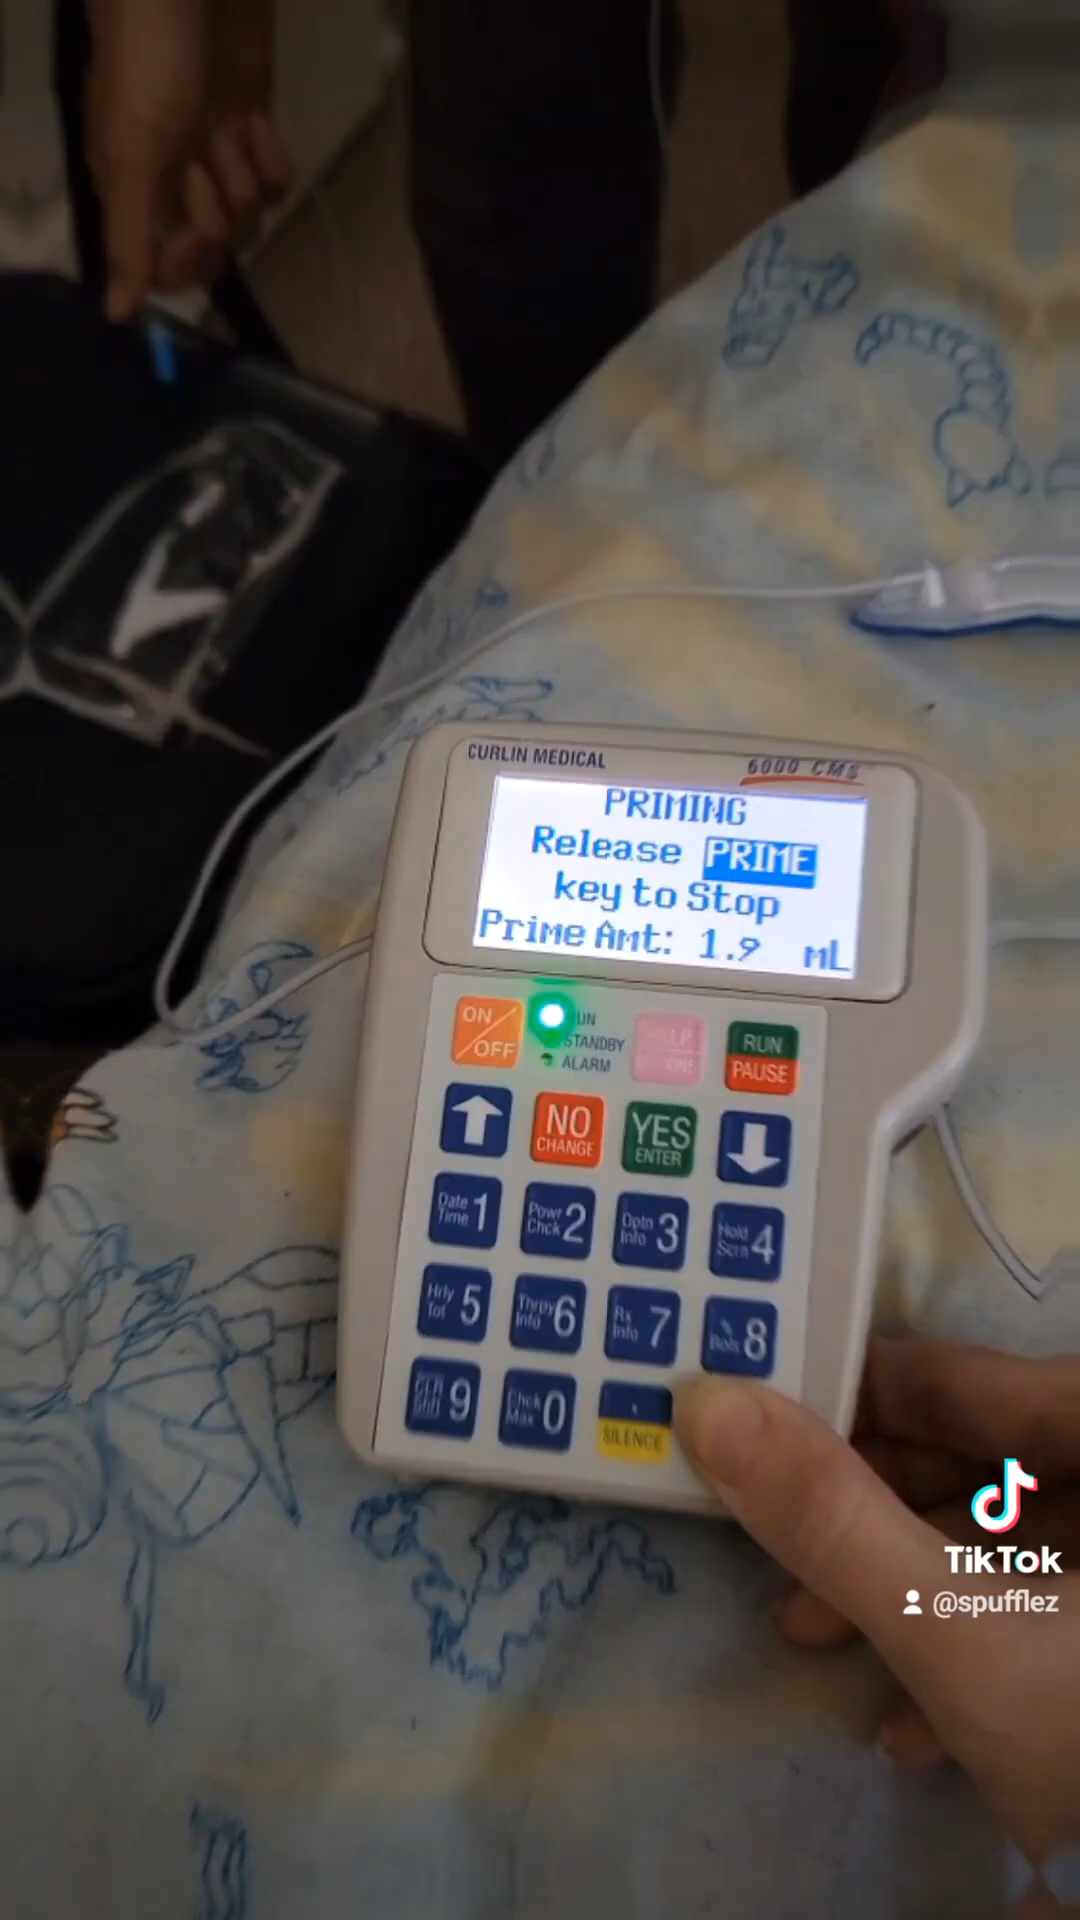 CURLIN MEDICAL
6000 CMS
PRIMING
Release PRIME
key to Stop
Prime Amt: 1.9 mL
ON
OFF
STANDBY
ALARM
RUN
PAUSE
NO
CHANGE
YES
ENTER
Date
Time 1
Powr
Chck 2
Optn
Info 3
Hold
Scrn 4
Hrly
Tot 5
Thrpy
Info 6
Rx
Info 7
%
Bols 8
9
Chck
Max 0
SILENCE
TikTok
@spufflez